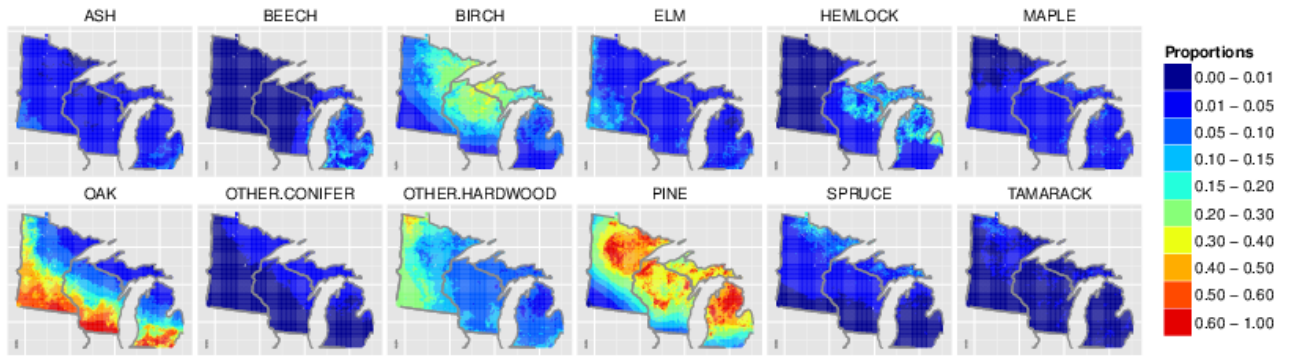 ASH BEECH BIRCH ELM HEMLOCK MAPLE
OAK OTHER.CONIFER OTHER.HARDWOOD PINE SPRUCE TAMARACK
Proportions
0.00 – 0.01
0.01 – 0.05
0.05 – 0.10
0.10 – 0.15
0.15 – 0.20
0.20 – 0.30
0.30 – 0.40
0.40 – 0.50
0.50 – 0.60
0.60 – 1.00